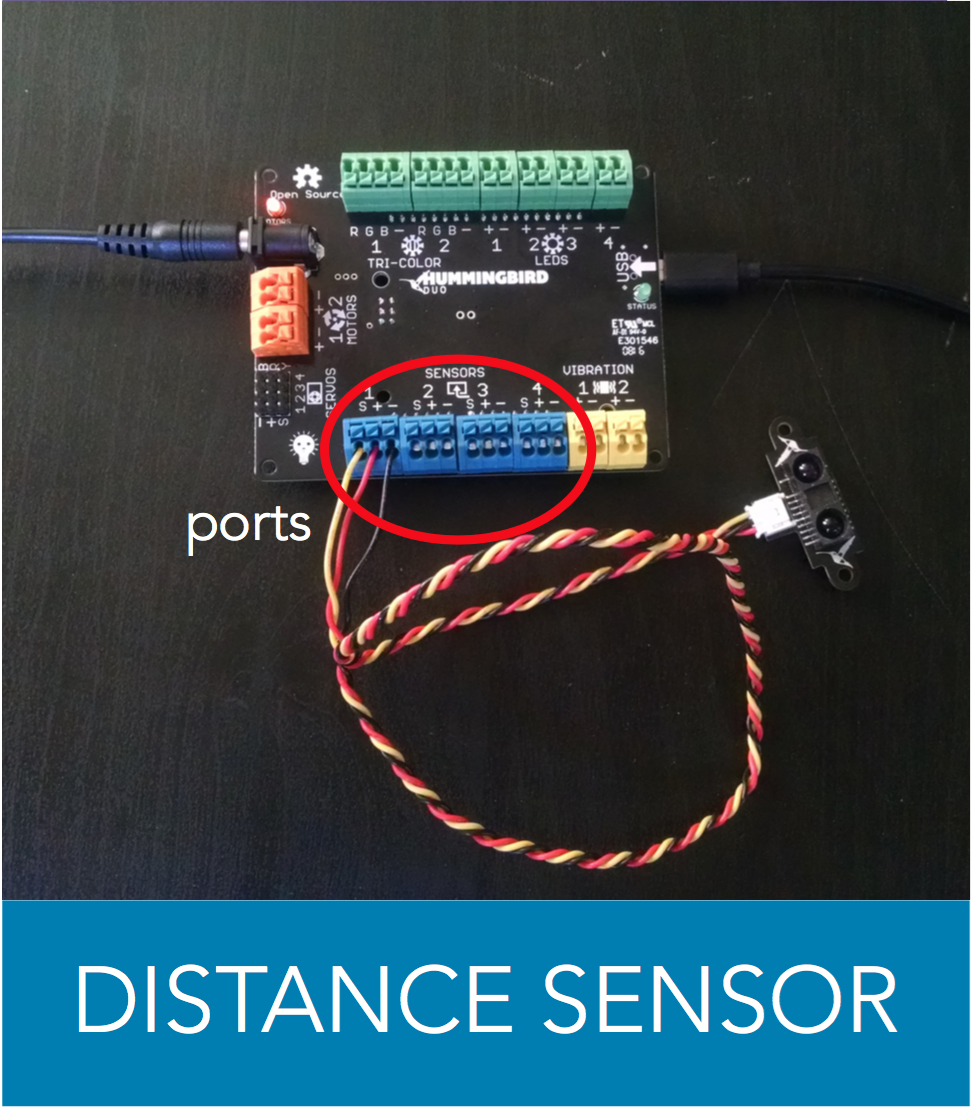 Open Source
R G B − R G B − + − + − + − + −
1 2 1 2 3 4
TRI-COLOR LEDS
USB
HUMMINGBIRD
DUO
STATUS
E301546
0816
1 2
MOTORS
B R Y
1 2 3 4
SERVOS
− + S
SENSORS
VIBRATION
1 2 3 4 1 2
S + − S + − S + − S + − + − + −
ports
DISTANCE SENSOR